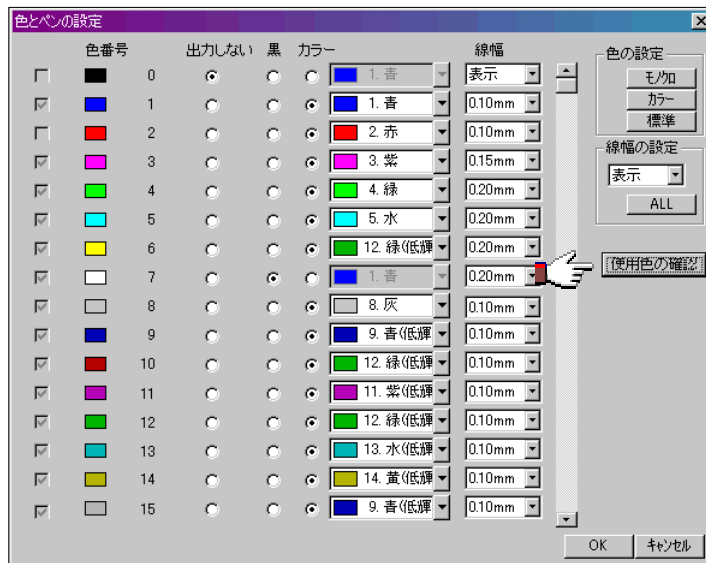 色とペンの設定
色番号 出力しない 黒 カラー 線幅
0 1. 青 表示
1 1. 青 0.10mm
2 2. 赤 0.10mm
3 3. 紫 0.15mm
4 4. 緑 0.20mm
5 5. 水 0.20mm
6 12. 緑(低輝 0.20mm
7 1. 青 0.20mm
8 8. 灰 0.10mm
9 9. 青(低輝 0.10mm
10 12. 緑(低輝 0.10mm
11 11. 紫(低輝 0.10mm
12 12. 緑(低輝 0.10mm
13 13. 水(低輝 0.10mm
14 14. 黄(低輝 0.10mm
15 9. 青(低輝 0.10mm
色の設定
モノクロ
カラー
標準
線幅の設定
表示
ALL
使用色の確認
OK キャンセル